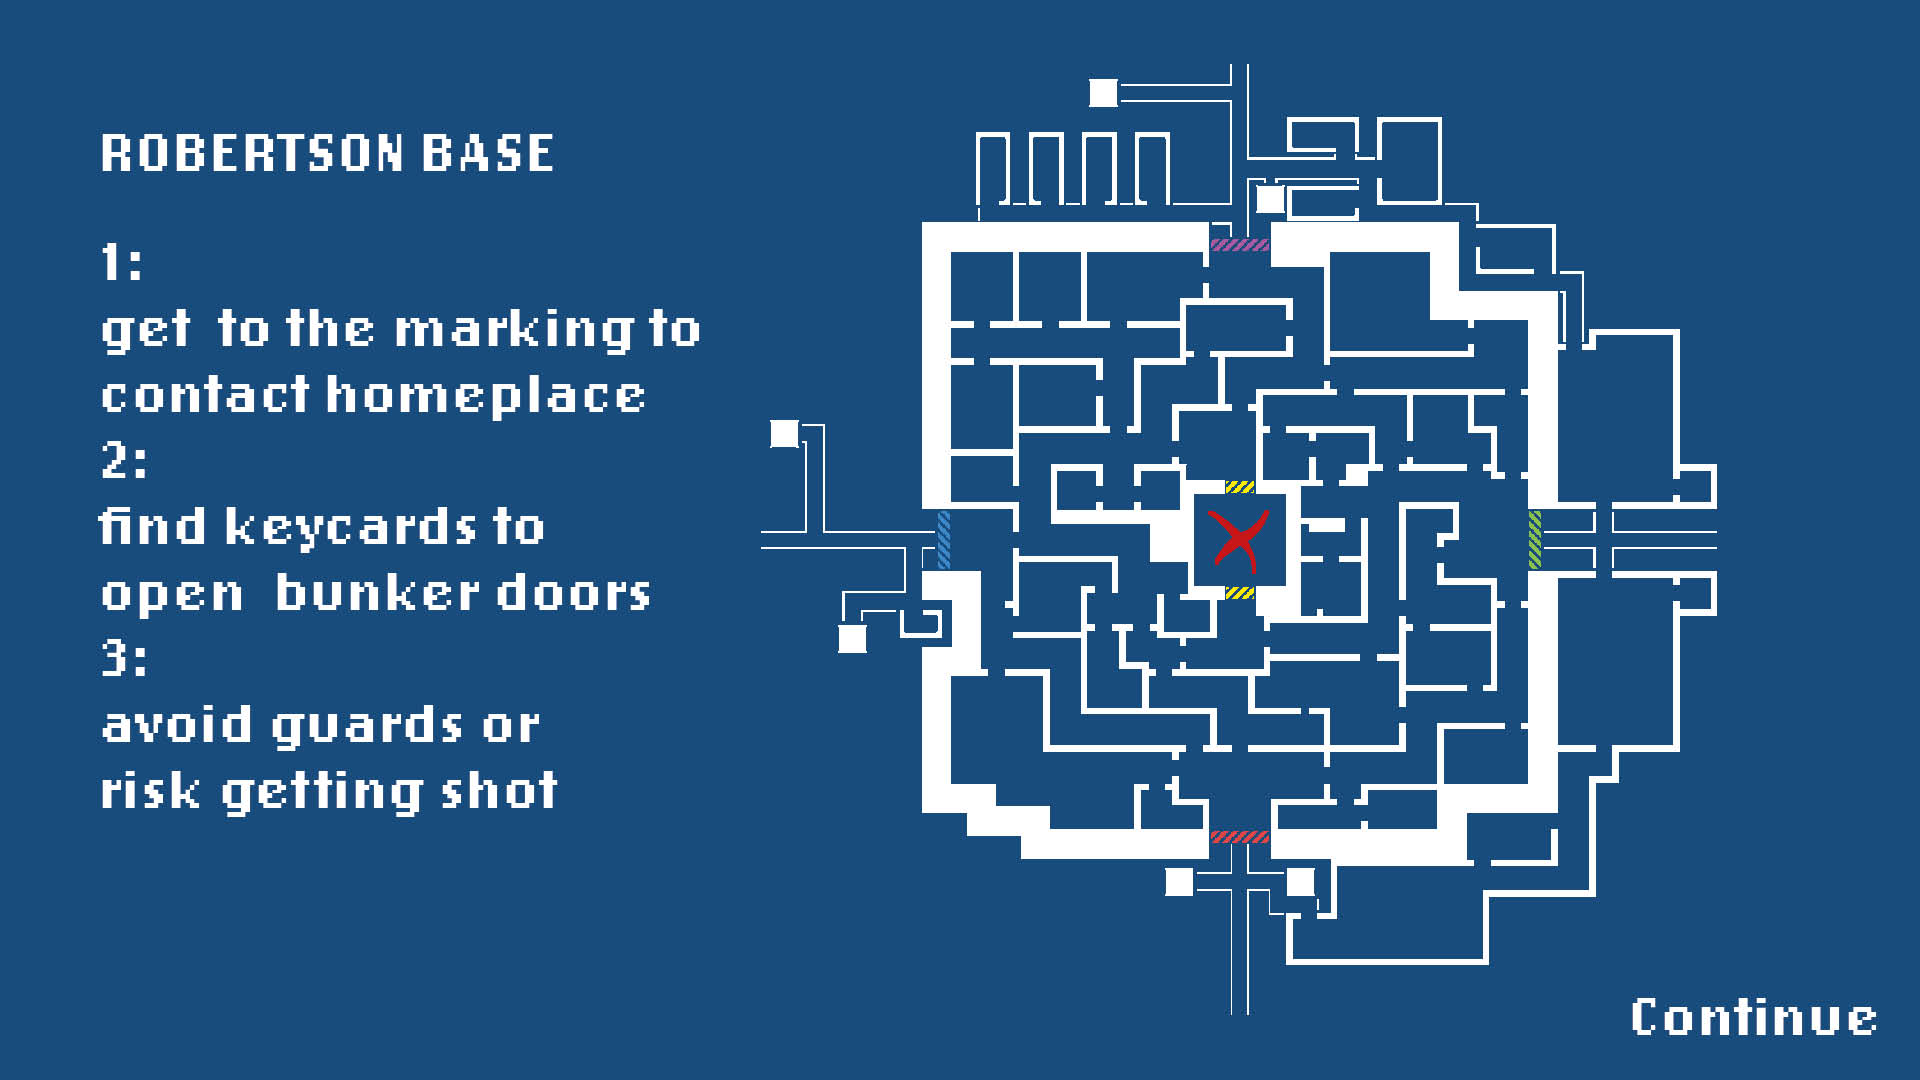 ROBERTSON BASE
1:
get to the marking to
contact homeplace
2:
find keycards to
open bunker doors
3:
avoid guards or
risk getting shot
Continue